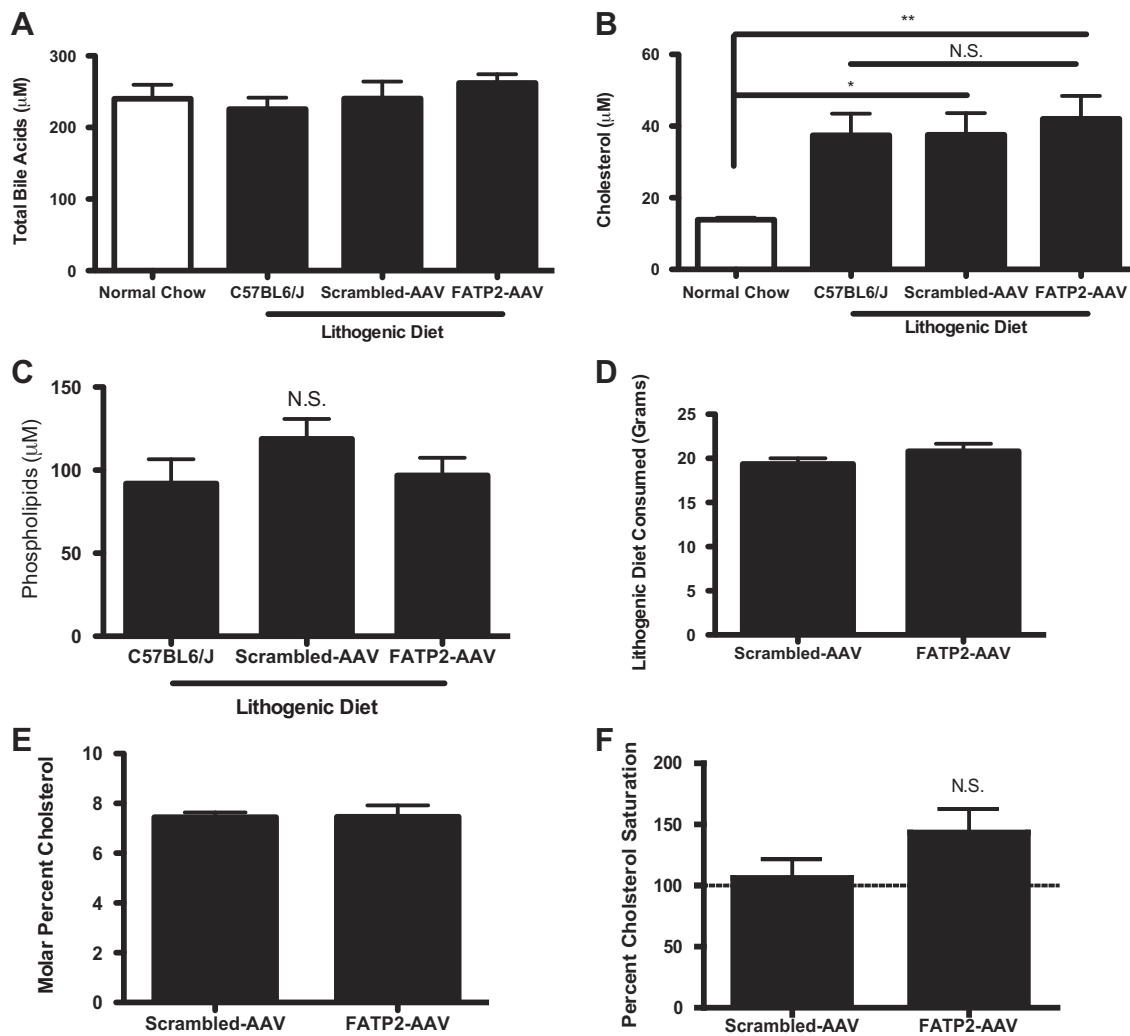 A
Total Bile Acids (μM)
300
200
100
0
Normal Chow C57BL6/J Scrambled-AAV FATP2-AAV
Lithogenic Diet
B
Cholesterol (μM)
60
40
20
0
**
N.S.
*
Normal Chow C57BL6/J Scrambled-AAV FATP2-AAV
Lithogenic Diet
C
Phospholipids (μM)
150
100
50
0
N.S.
C57BL6/J Scrambled-AAV FATP2-AAV
Lithogenic Diet
D
Lithogenic Diet Consumed (Grams)
25
20
15
10
5
0
Scrambled-AAV FATP2-AAV
E
Molar Percent Cholsterol
10
8
6
4
2
0
Scrambled-AAV FATP2-AAV
F
Percent Cholsterol Saturation
200
150
100
50
0
N.S.
Scrambled-AAV FATP2-AAV